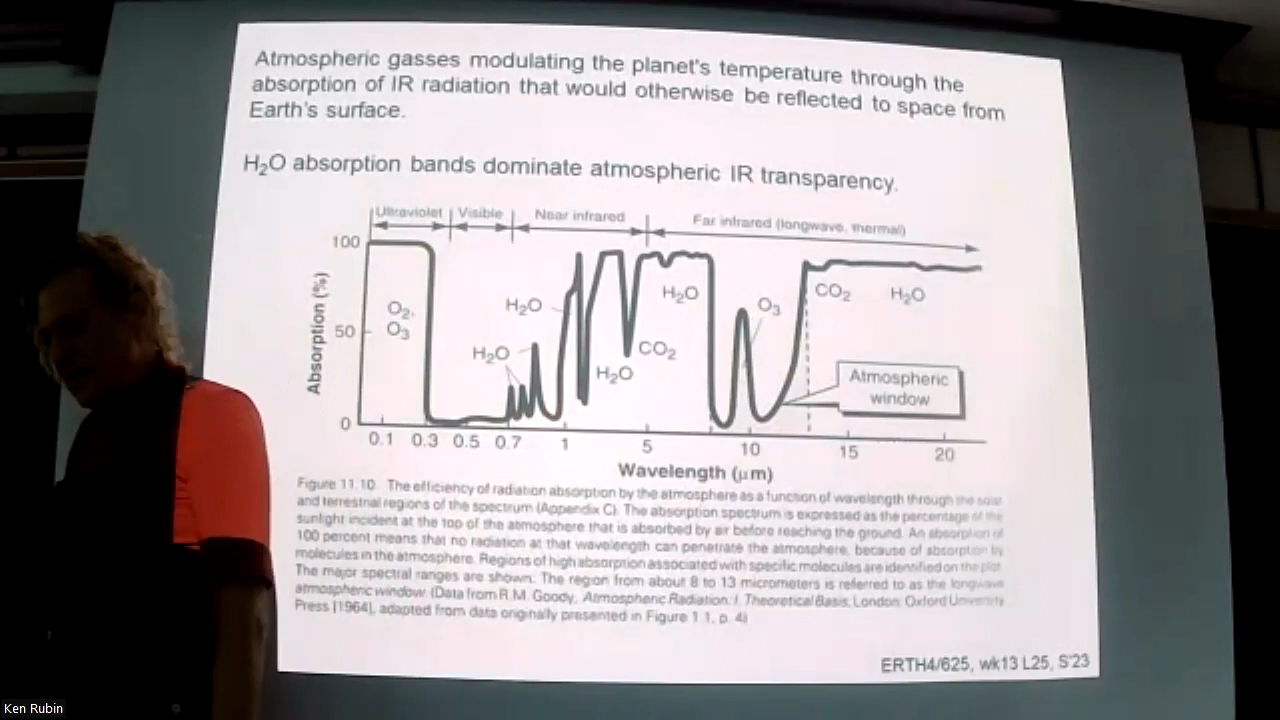 Atmospheric gasses modulating the planet's temperature through the
absorption of IR radiation that would otherwise be reflected to space from
Earth's surface.
H₂O absorption bands dominate atmospheric IR transparency.
Ultraviolet Visible Near infrared Far infrared (longwave, thermal)
Absorption (%)
100
50
0
O₂,
O₃
H₂O
H₂O
H₂O
CO₂
H₂O
O₃
CO₂
H₂O
Atmospheric
window
0.1 0.3 0.5 0.7 1 5 10 15 20
Wavelength (μm)
Figure 11.10 The efficiency of radiation absorption by the atmosphere as a function of wavelength through the solar
and terrestrial regions of the spectrum (Appendix C). The absorption spectrum is expressed as the percentage of the
sunlight incident at the top of the atmosphere that is absorbed by air before reaching the ground. An absorption of
100 percent means that no radiation at that wavelength can penetrate the atmosphere, because of absorption by
molecules in the atmosphere. Regions of high absorption associated with specific molecules are identified on the plot.
The major spectral ranges are shown. The region from about 8 to 13 micrometers is referred to as the longwave
atmospheric window. (Data from R.M. Goody, Atmospheric Radiation: I. Theoretical Basis, London: Oxford University
Press [1964], adapted from data originally presented in Figure 1.1, p. 4)
ERTH4/625, wk13 L25, S'23
Ken Rubin